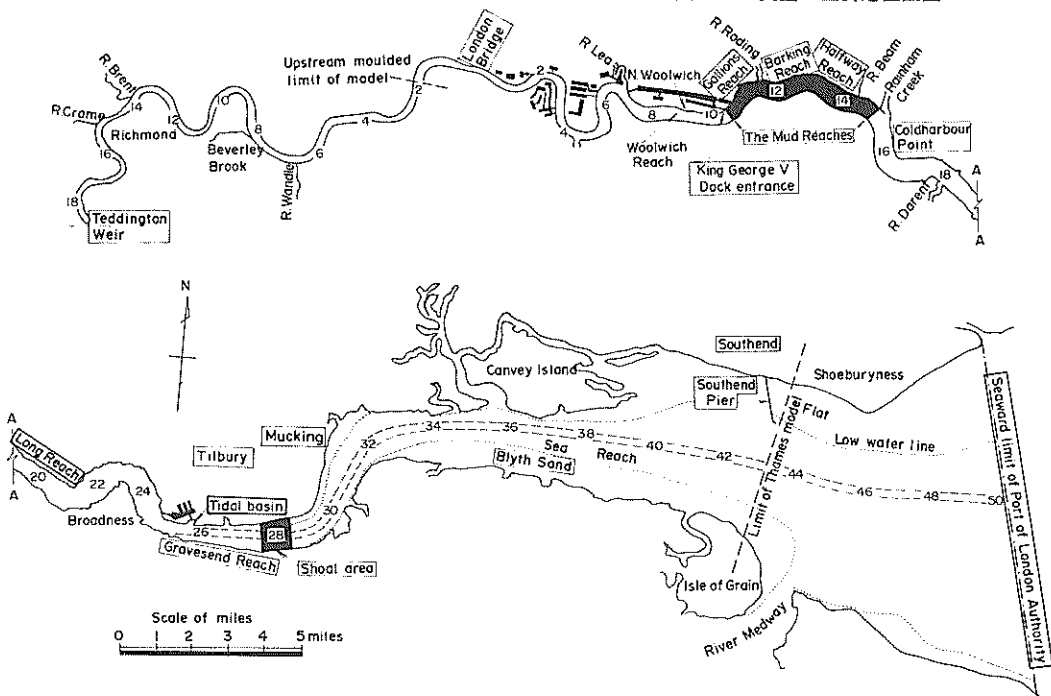 R. Brent
R. Crane
14
Richmond
16
18
Teddington
Weir
12
10
Beverley
Brook
8
R. Wandle
6
4
Upstream moulded
limit of model
2
London
Bridge
2
4
R. Lea
6
N. Woolwich
8
Woolwich
Reach
10
Gallions
Reach
R. Roding
Barking
Reach
12
Halfway
Reach
14
R. Beam
Rainham
Creek
The Mud Reaches
King George V
Dock entrance
Coldharbour
Point
16
R. Darent
18
A
A
N
A
A
Long Reach
20
22
24
Broadness
Tilbury
Tidal basin
26
Gravesend Reach
28
Shoal area
Mucking
30
32
34
Canvey Island
36
Sea
Reach
Blyth Sand
38
40
42
Southend
Southend
Pier
Shoeburyness
Flat
Limit of Thames model
Low water line
44
46
48
50
Isle of Grain
River Medway
Seaward limit of Port of London Authority
Scale of miles
0 1 2 3 4 5 miles